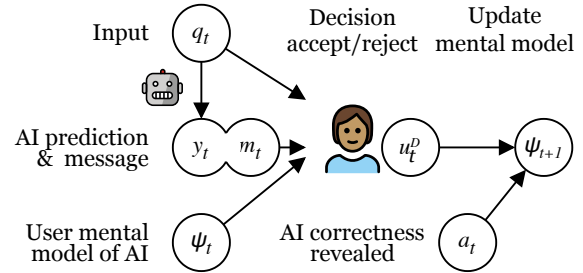 Input
q_t
Decision
accept/reject
Update
mental model
AI prediction
& message
y_t
m_t
u_t^D
ψ_{t+1}
User mental
model of AI
ψ_t
AI correctness
revealed
a_t